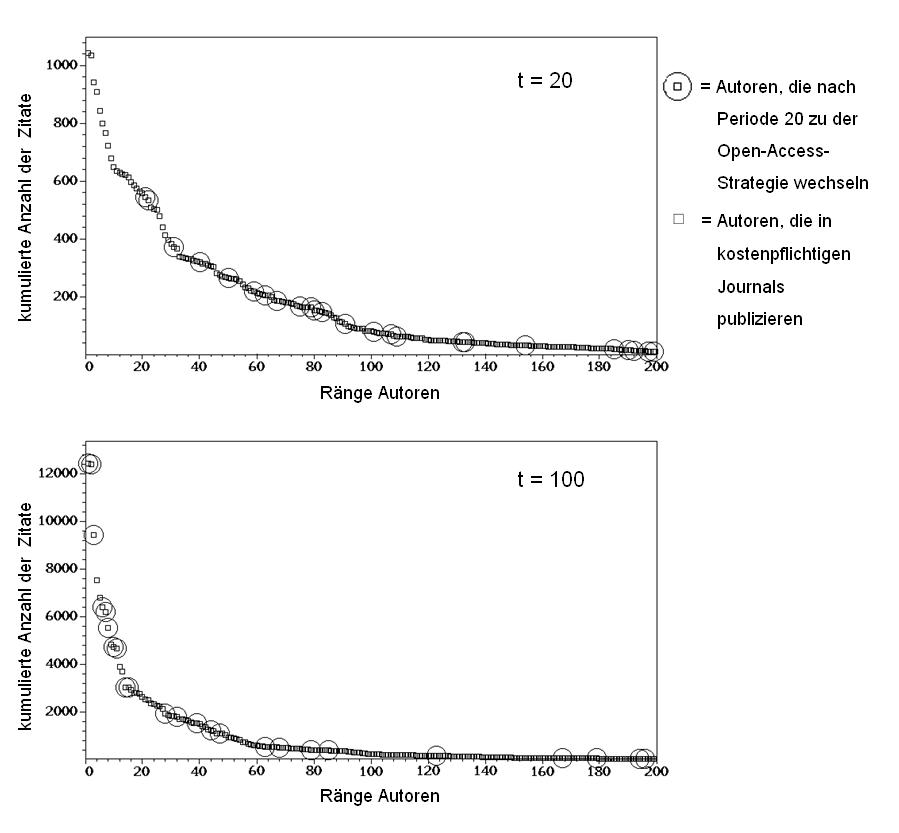 1000
800
600
400
200
kumulierte Anzahl der Zitate
t = 20
0 20 40 60 80 100 120 140 160 180 200
Ränge Autoren
= Autoren, die nach
Periode 20 zu der
Open-Access-
Strategie wechseln
= Autoren, die in
kostenpflichtigen
Journals
publizieren
12000
10000
8000
6000
4000
2000
kumulierte Anzahl der Zitate
t = 100
0 20 40 60 80 100 120 140 160 180 200
Ränge Autoren